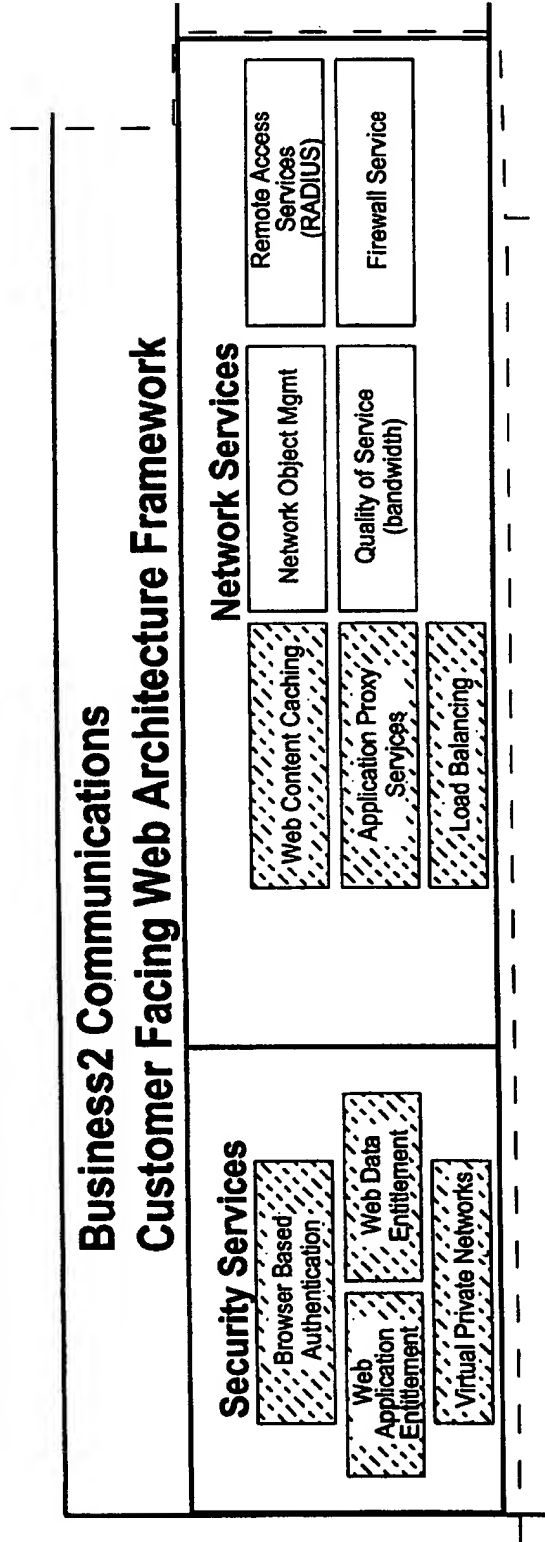 Business2 Communications
Customer Facing Web Architecture Framework
Security Services
Browser Based
Authentication
Web
Application
Entitlement
Web Data
Entitlement
Virtual Private Networks
Network Services
Web Content Caching
Network Object Mgmt
Remote Access
Services
(RADIUS)
Application Proxy
Services
Quality of Service
(bandwidth)
Firewall Service
Load Balancing